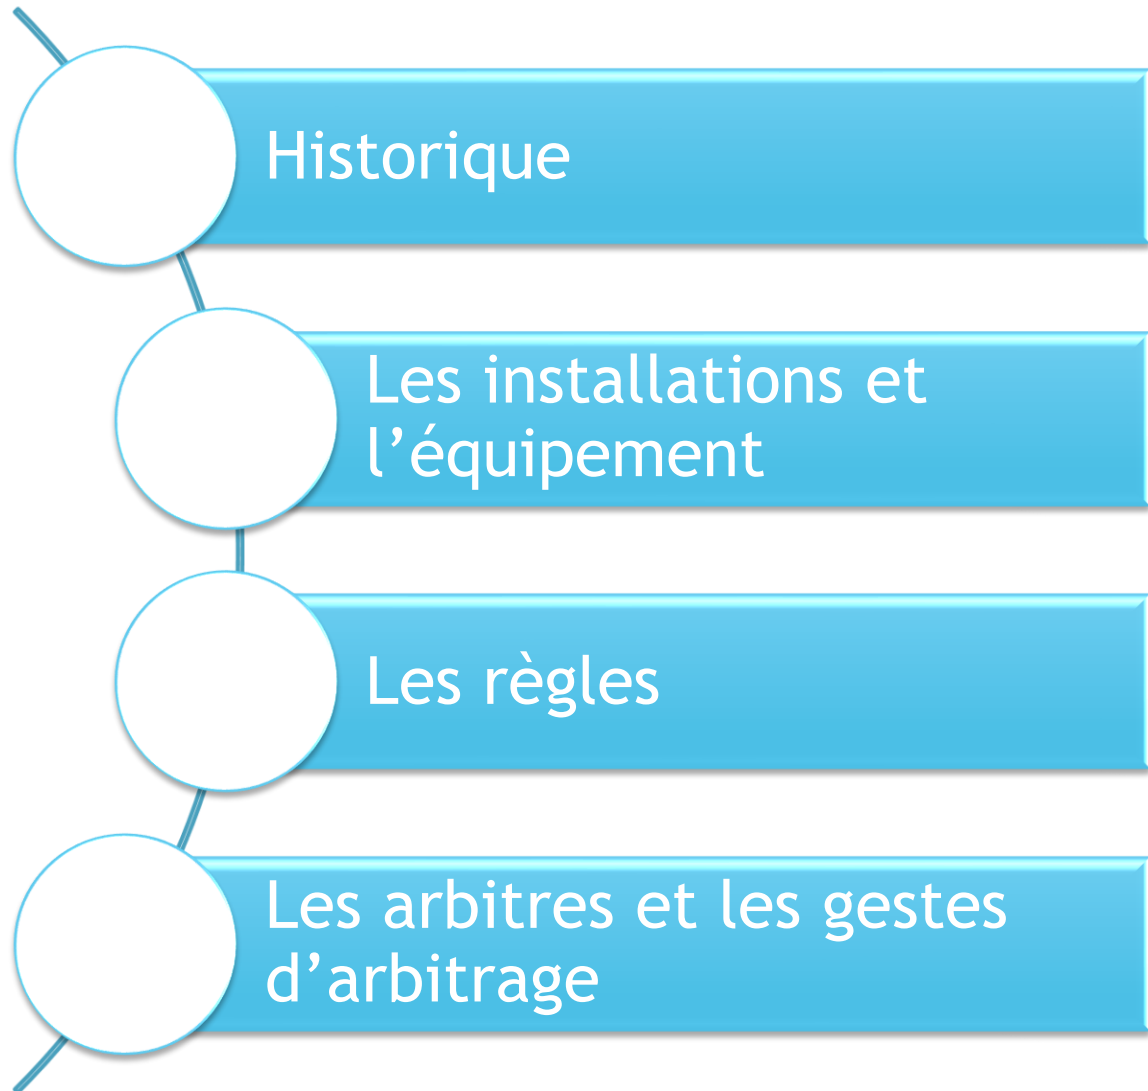 Historique
Les installations et
l’équipement
Les règles
Les arbitres et les gestes
d’arbitrage